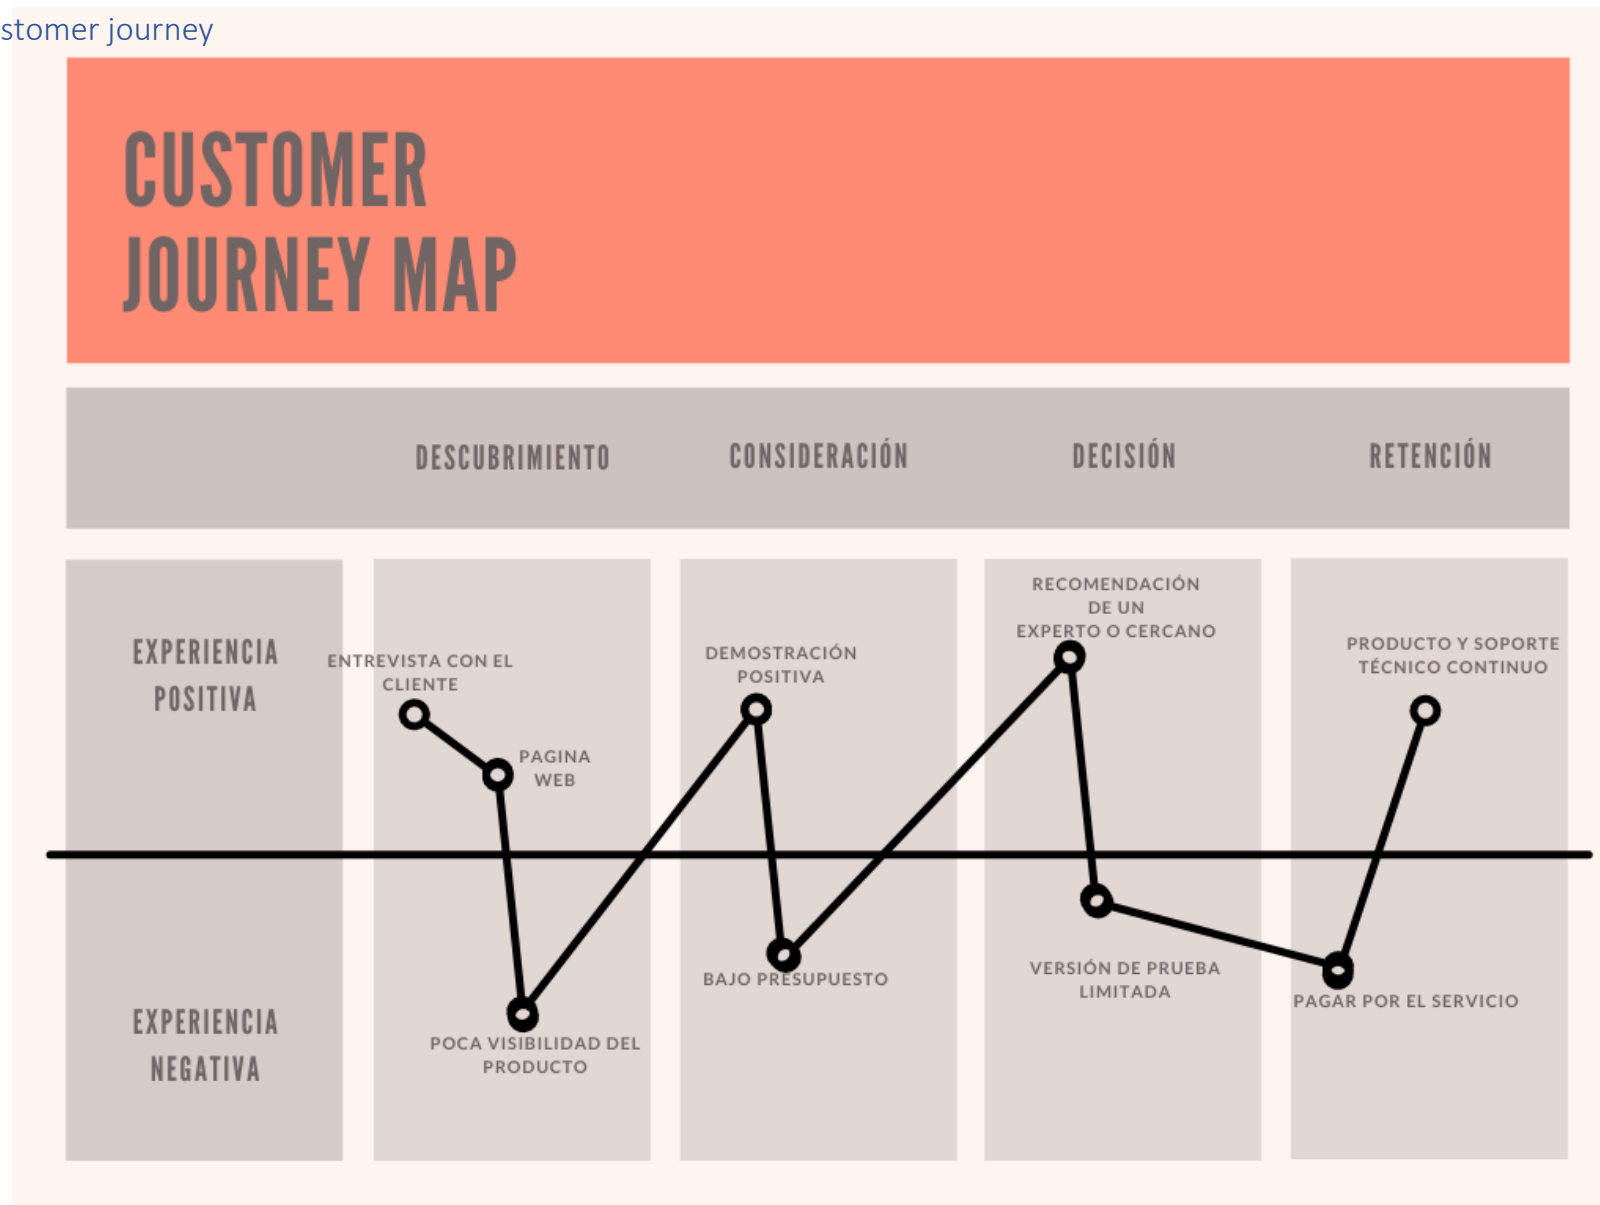 stomer journey
CUSTOMER
JOURNEY MAP
DESCUBRIMIENTO
CONSIDERACIÓN
DECISIÓN
RETENCIÓN
EXPERIENCIA
POSITIVA
ENTREVISTA CON EL
CLIENTE
PAGINA
WEB
POCA VISIBILIDAD DEL
PRODUCTO
DEMOSTRACIÓN
POSITIVA
BAJO PRESUPUESTO
RECOMENDACIÓN
DE UN
EXPERTO O CERCANO
VERSIÓN DE PRUEBA
LIMITADA
PRODUCTO Y SOPORTE
TÉCNICO CONTINUO
PAGAR POR EL SERVICIO
EXPERIENCIA
NEGATIVA